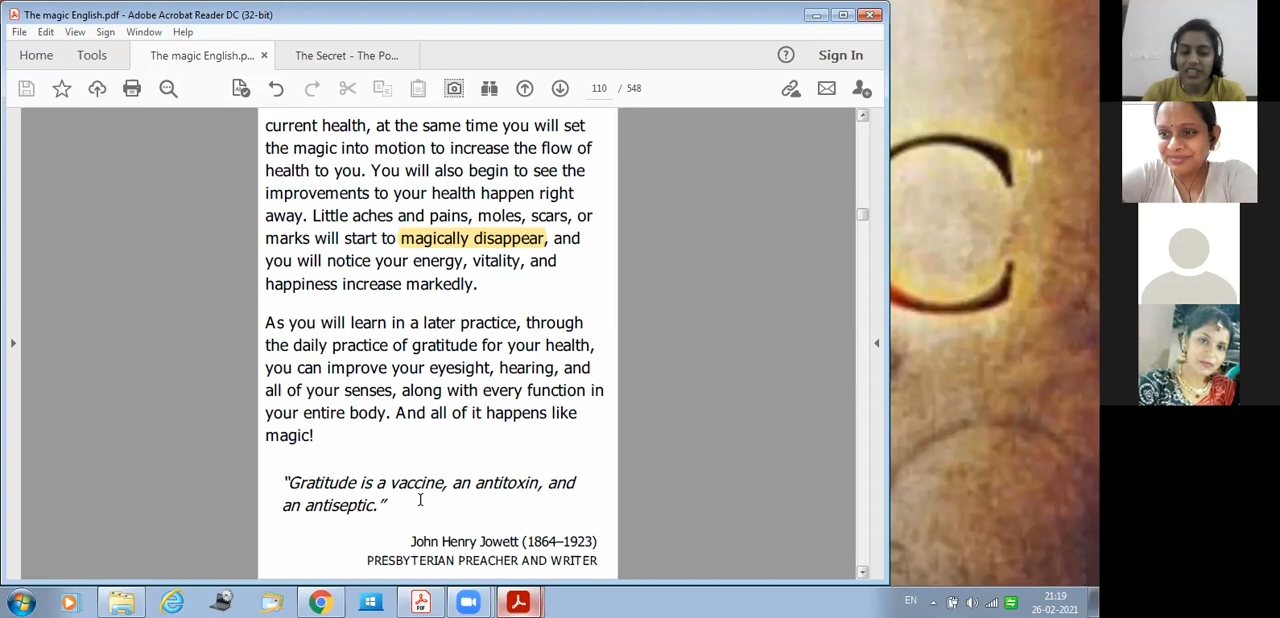 The magic English.pdf - Adobe Acrobat Reader DC (32-bit)
File Edit View Sign Window Help
Home Tools The magic English.p... × The Secret - The Po... Sign In
110 / 548
current health, at the same time you will set
the magic into motion to increase the flow of
health to you. You will also begin to see the
improvements to your health happen right
away. Little aches and pains, moles, scars, or
marks will start to magically disappear, and
you will notice your energy, vitality, and
happiness increase markedly.
As you will learn in a later practice, through
the daily practice of gratitude for your health,
you can improve your eyesight, hearing, and
all of your senses, along with every function in
your entire body. And all of it happens like
magic!
“Gratitude is a vaccine, an antitoxin, and
an antiseptic.”
John Henry Jowett (1864–1923)
PRESBYTERIAN PREACHER AND WRITER
EN
21:19
26-02-2021